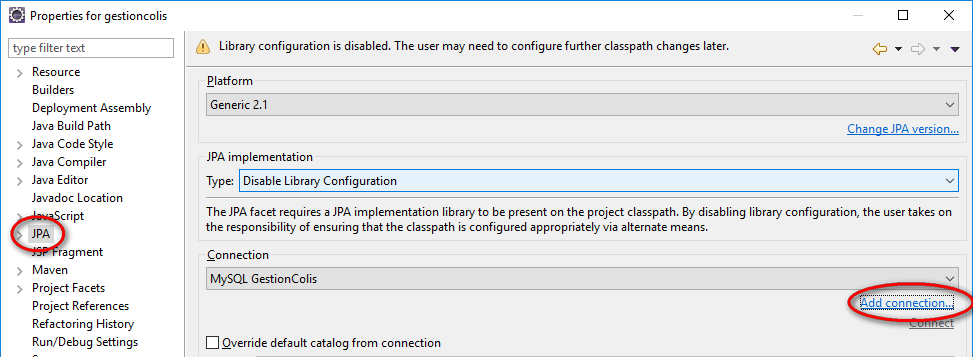 Properties for gestioncolis
type filter text
Resource
Builders
Deployment Assembly
Java Build Path
Java Code Style
Java Compiler
Java Editor
Javadoc Location
JavaScript
JPA
JSP Fragment
Maven
Project Facets
Project References
Refactoring History
Run/Debug Settings
Library configuration is disabled. The user may need to configure further classpath changes later.
Platform
Generic 2.1
Change JPA version...
JPA implementation
Type: Disable Library Configuration
The JPA facet requires a JPA implementation library to be present on the project classpath. By disabling library configuration, the user takes on
the responsibility of ensuring that the classpath is configured appropriately via alternate means.
Connection
MySQL GestionColis
Add connection...
Connect
Override default catalog from connection